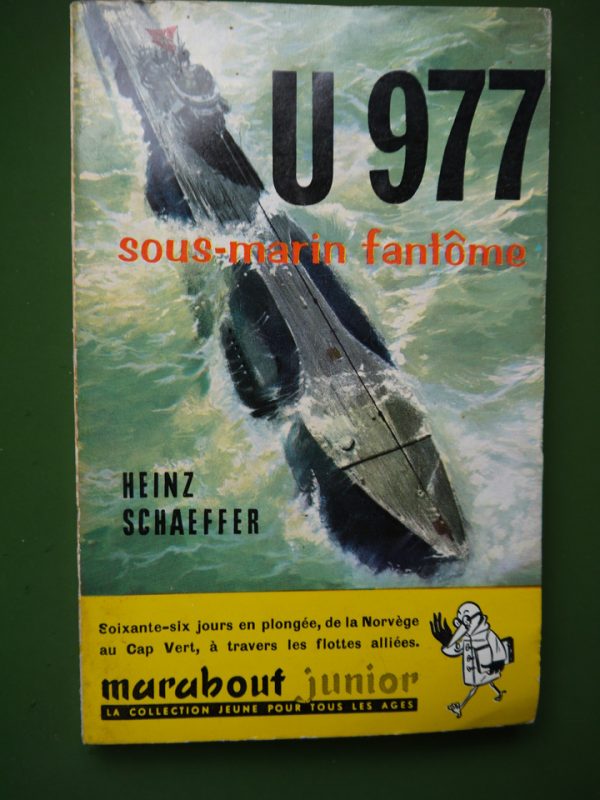 U 977
sous-marin fantôme
HEINZ
SCHAEFFER
Soixante-six jours en plongée, de la Norvège
au Cap Vert, à travers les flottes alliées.
marabout junior
LA COLLECTION JEUNE POUR TOUS LES AGES